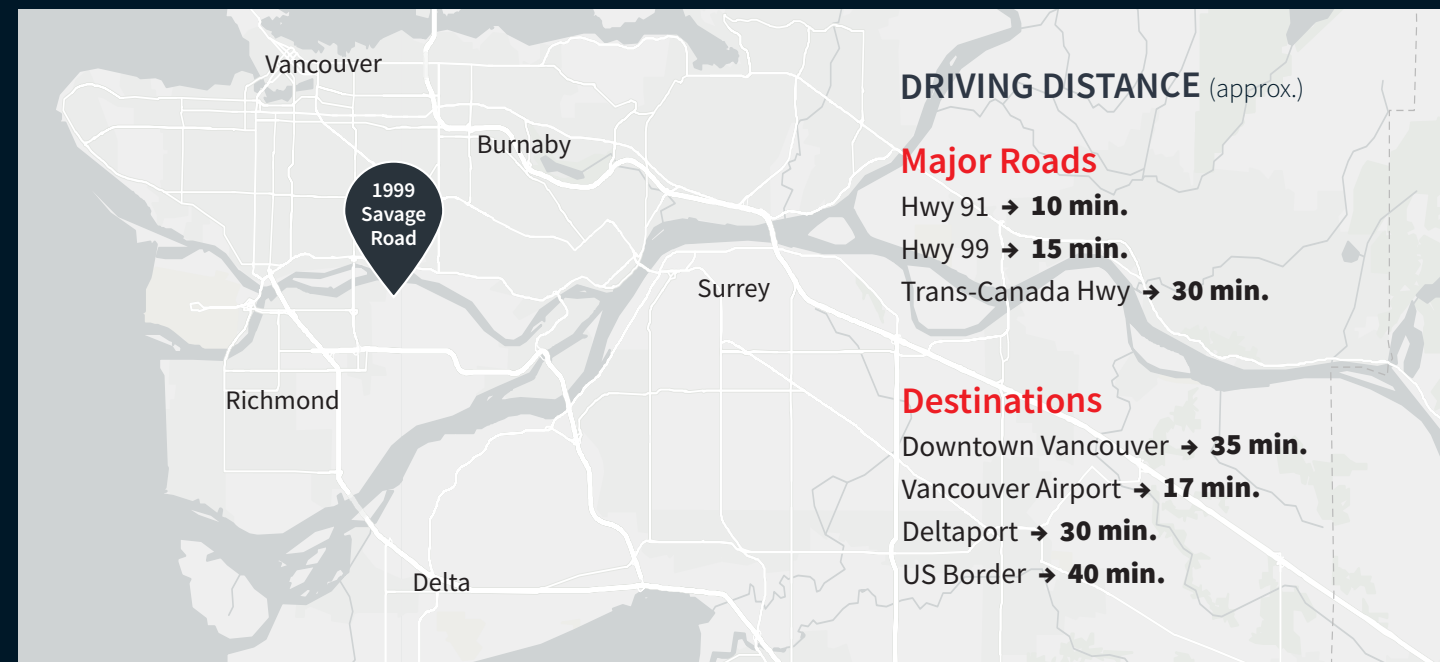 Vancouver
Burnaby
1999
Savage
Road
Surrey
Richmond
Delta
DRIVING DISTANCE (approx.)
Major Roads
Hwy 91 → 10 min.
Hwy 99 → 15 min.
Trans-Canada Hwy → 30 min.
Destinations
Downtown Vancouver → 35 min.
Vancouver Airport → 17 min.
Deltaport → 30 min.
US Border → 40 min.